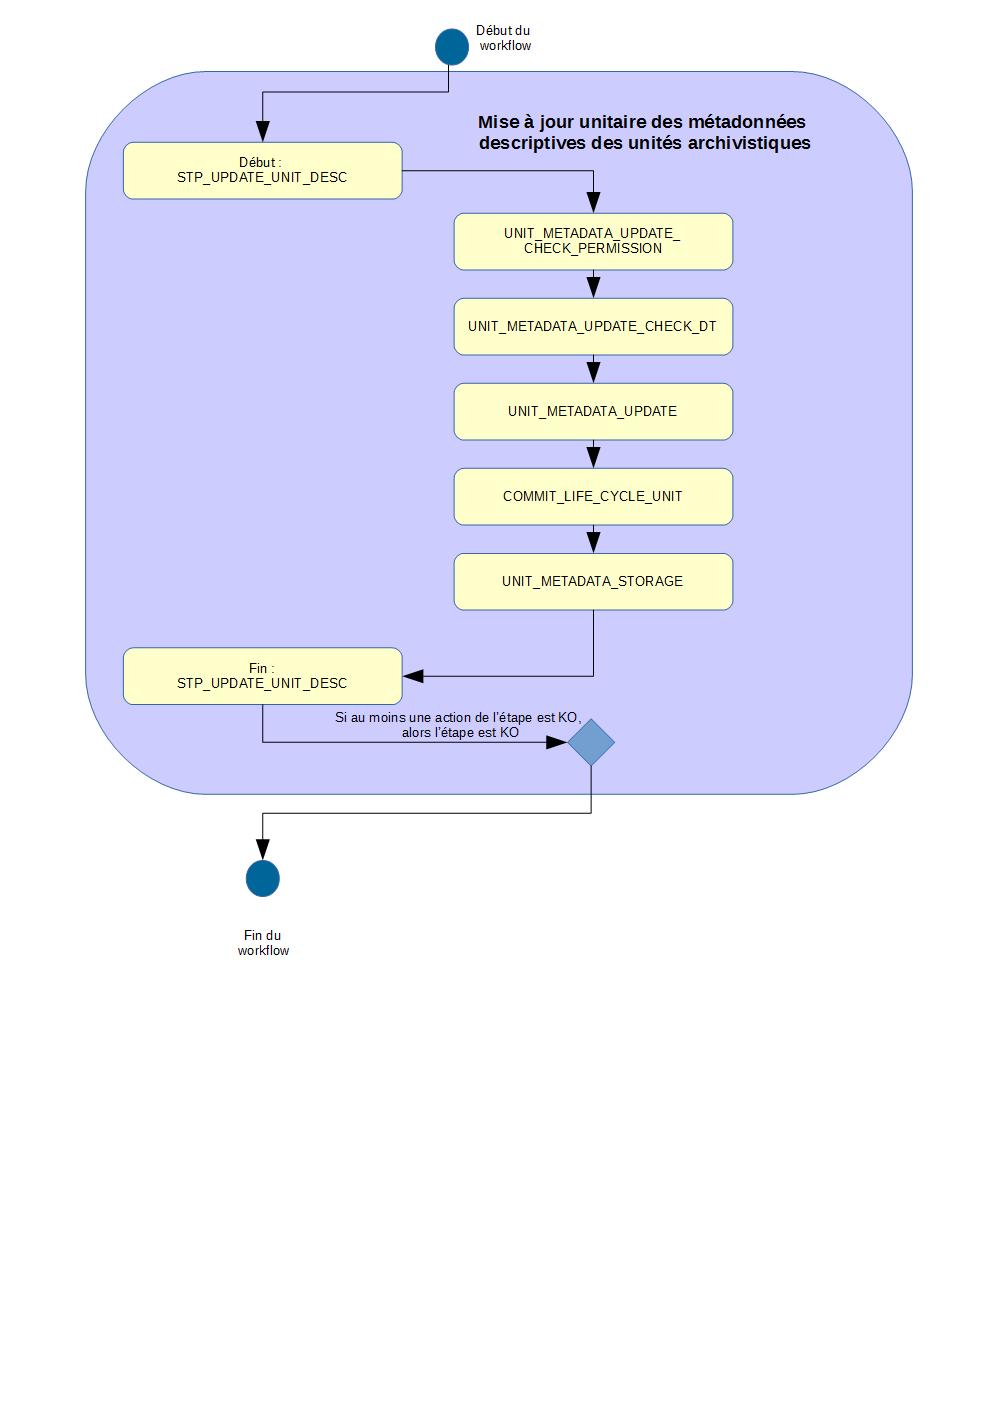 Début du
workflow
Mise à jour unitaire des métadonnées
descriptives des unités archivistiques
Début :
STP_UPDATE_UNIT_DESC
UNIT_METADATA_UPDATE_
CHECK_PERMISSION
UNIT_METADATA_UPDATE_CHECK_DT
UNIT_METADATA_UPDATE
COMMIT_LIFE_CYCLE_UNIT
UNIT_METADATA_STORAGE
Fin :
STP_UPDATE_UNIT_DESC
Si au moins une action de l’étape est KO,
alors l’étape est KO
Fin du
workflow